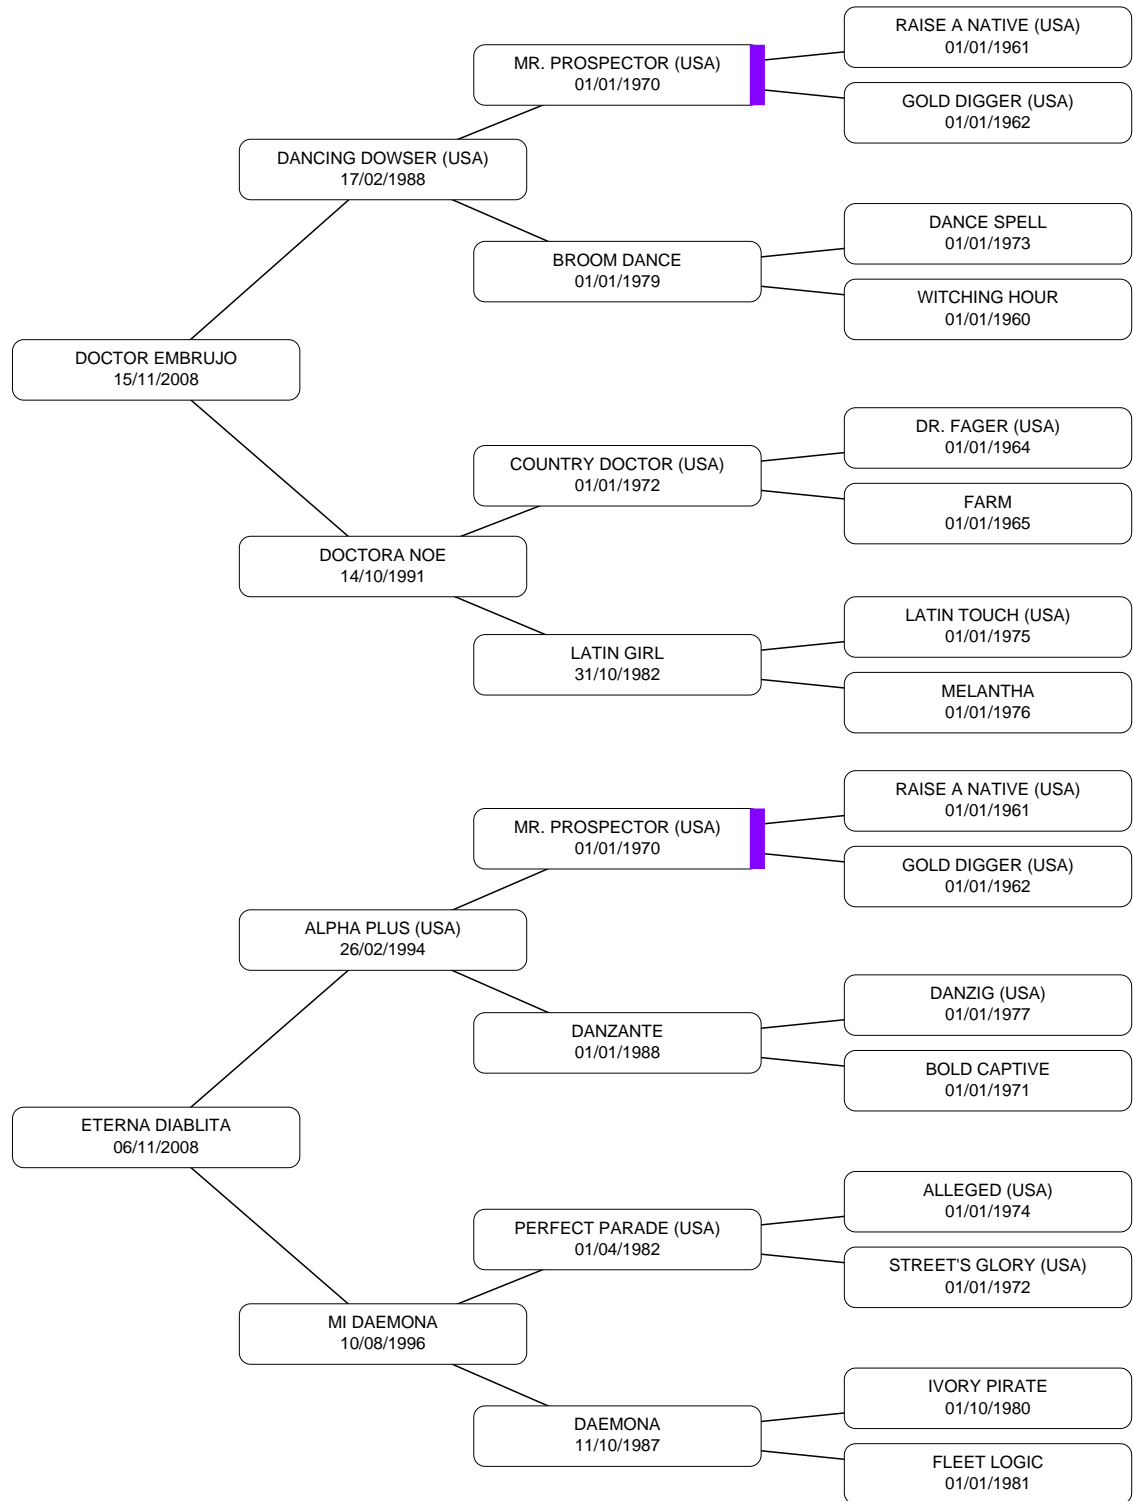 RAISE A NATIVE (USA)
01/01/1961
MR. PROSPECTOR (USA)
01/01/1970
GOLD DIGGER (USA)
01/01/1962
DANCING DOWSER (USA)
17/02/1988
DANCE SPELL
01/01/1973
BROOM DANCE
01/01/1979
WITCHING HOUR
01/01/1960
DOCTOR EMBRUJO
15/11/2008
DR. FAGER (USA)
01/01/1964
COUNTRY DOCTOR (USA)
01/01/1972
FARM
01/01/1965
DOCTORA NOE
14/10/1991
LATIN TOUCH (USA)
01/01/1975
LATIN GIRL
31/10/1982
MELANTHA
01/01/1976
RAISE A NATIVE (USA)
01/01/1961
MR. PROSPECTOR (USA)
01/01/1970
GOLD DIGGER (USA)
01/01/1962
ALPHA PLUS (USA)
26/02/1994
DANZIG (USA)
01/01/1977
DANZANTE
01/01/1988
BOLD CAPTIVE
01/01/1971
ETERNA DIABLITA
06/11/2008
ALLEGED (USA)
01/01/1974
PERFECT PARADE (USA)
01/04/1982
STREET'S GLORY (USA)
01/01/1972
MI DAEMONA
10/08/1996
IVORY PIRATE
01/10/1980
DAEMONA
11/10/1987
FLEET LOGIC
01/01/1981